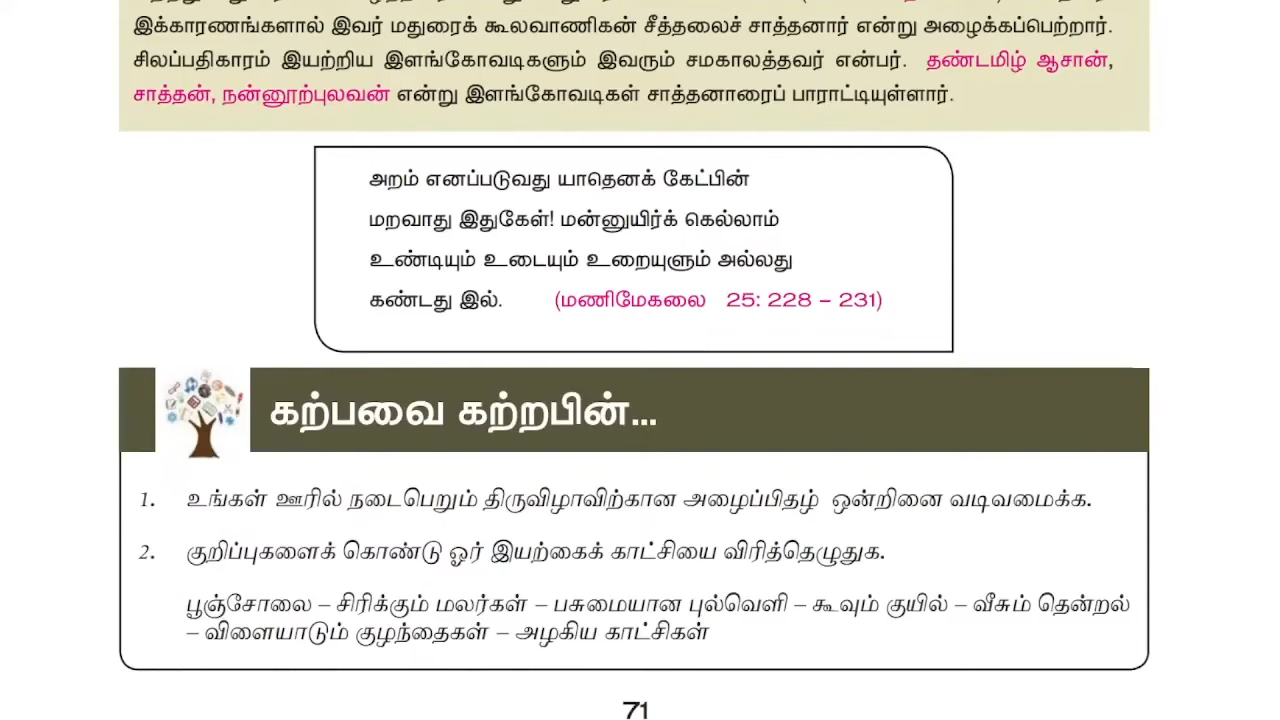 இக்காரணங்களால் இவர் மதுரைக் கூலவாணிகன் சீத்தலைச் சாத்தனார் என்று அழைக்கப்பெற்றார்.
சிலப்பதிகாரம் இயற்றிய இளங்கோவடிகளும் இவரும் சமகாலத்தவர் என்பர். தண்டமிழ் ஆசான்,
சாத்தன், நன்னூற்புலவன் என்று இளங்கோவடிகள் சாத்தனாரைப் பாராட்டியுள்ளார்.
அறம் எனப்படுவது யாதெனக் கேட்பின்
மறவாது இதுகேள்! மன்னுயிர்க் கெல்லாம்
உண்டியும் உடையும் உறையுளும் அல்லது
கண்டது இல். (மணிமேகலை 25: 228 – 231)
கற்பவை கற்றபின்...
1. உங்கள் ஊரில் நடைபெறும் திருவிழாவிற்கான அழைப்பிதழ் ஒன்றினை வடிவமைக்க.
2. குறிப்புகளைக் கொண்டு ஓர் இயற்கைக் காட்சியை விரித்தெழுதுக.
பூஞ்சோலை – சிரிக்கும் மலர்கள் – பசுமையான புல்வெளி – கூவும் குயில் – வீசும் தென்றல்
– விளையாடும் குழந்தைகள் – அழகிய காட்சிகள்
71